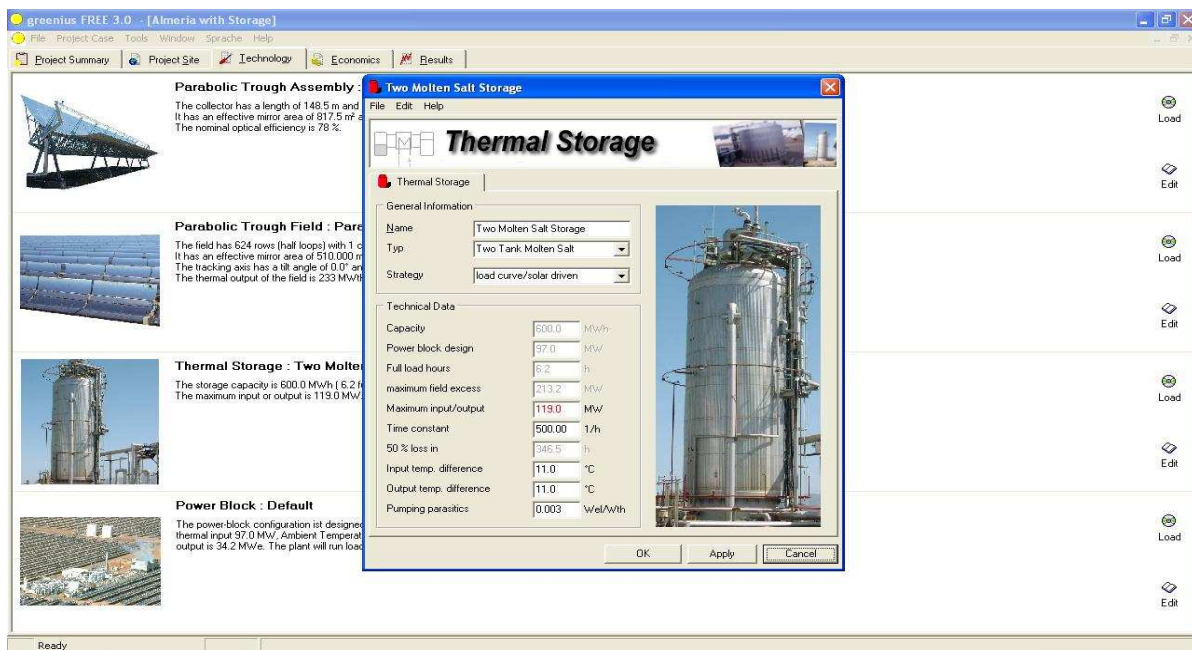 greenius FREE 3.0 - [Almeria with Storage]
File Project Case Tools Window Sprache Help
Project Summary Project Site Technology Economics Results
Parabolic Trough Assembly :
The collector has a length of 148.5 m and
It has an effective mirror area of 817.5 m² a
The nominal optical efficiency is 78 %.
Load
Edit
Parabolic Trough Field : Para
The field has 624 rows (half loops) with 1 c
It has an effective mirror area of 510.000 m
The tracking axis has a tilt angle of 0.0° an
The thermal output of the field is 233 MWth
Load
Edit
Thermal Storage : Two Molte
The storage capacity is 600.0 MWh ( 6.2 f
The maximum input or output is 119.0 MW.
Load
Edit
Power Block : Default
The power-block configuration ist designe
thermal input 97.0 MW, Ambient Temperat
output is 34.2 MWe. The plant will run loa
Load
Edit
Two Molten Salt Storage
File Edit Help
Thermal Storage
Thermal Storage
General Information
Name Two Molten Salt Storage
Typ Two Tank Molten Salt
Strategy load curve/solar driven
Technical Data
Capacity 600.0 MWh
Power block design 97.0 MW
Full load hours 6.2 h
maximum field excess 213.2 MW
Maximum input/output 119.0 MW
Time constant 500.00 1/h
50 % loss in 346.5 h
Input temp. difference 11.0 °C
Output temp. difference 11.0 °C
Pumping parasitics 0.003 Wel/Wth
OK Apply Cancel
Ready